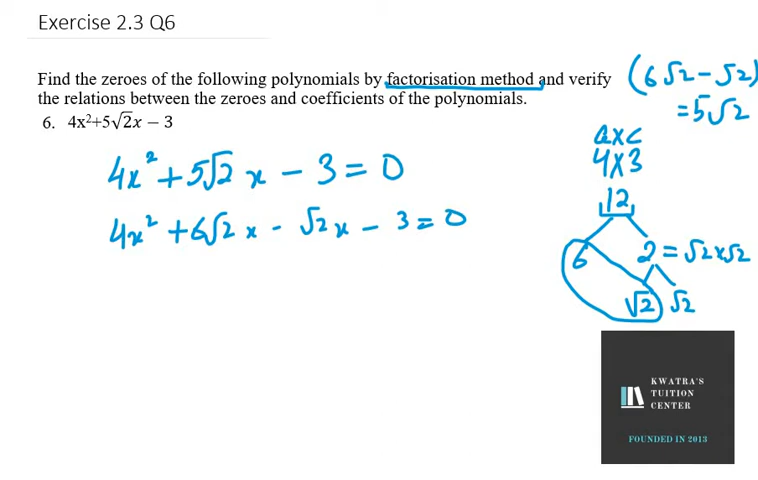 Exercise 2.3 Q6
Find the zeroes of the following polynomials by factorisation method and verify
the relations between the zeroes and coefficients of the polynomials.
6. 4x²+5√2x – 3
4x² + 5√2 x – 3 = 0
4x² + 6√2 x - √2 x – 3 = 0
(6√2 – √2)
= 5√2
a×c
4×3
12
6 2 = √2×√2
√2 √2
KWATRA'S
TUITION
CENTER
FOUNDED IN 2013